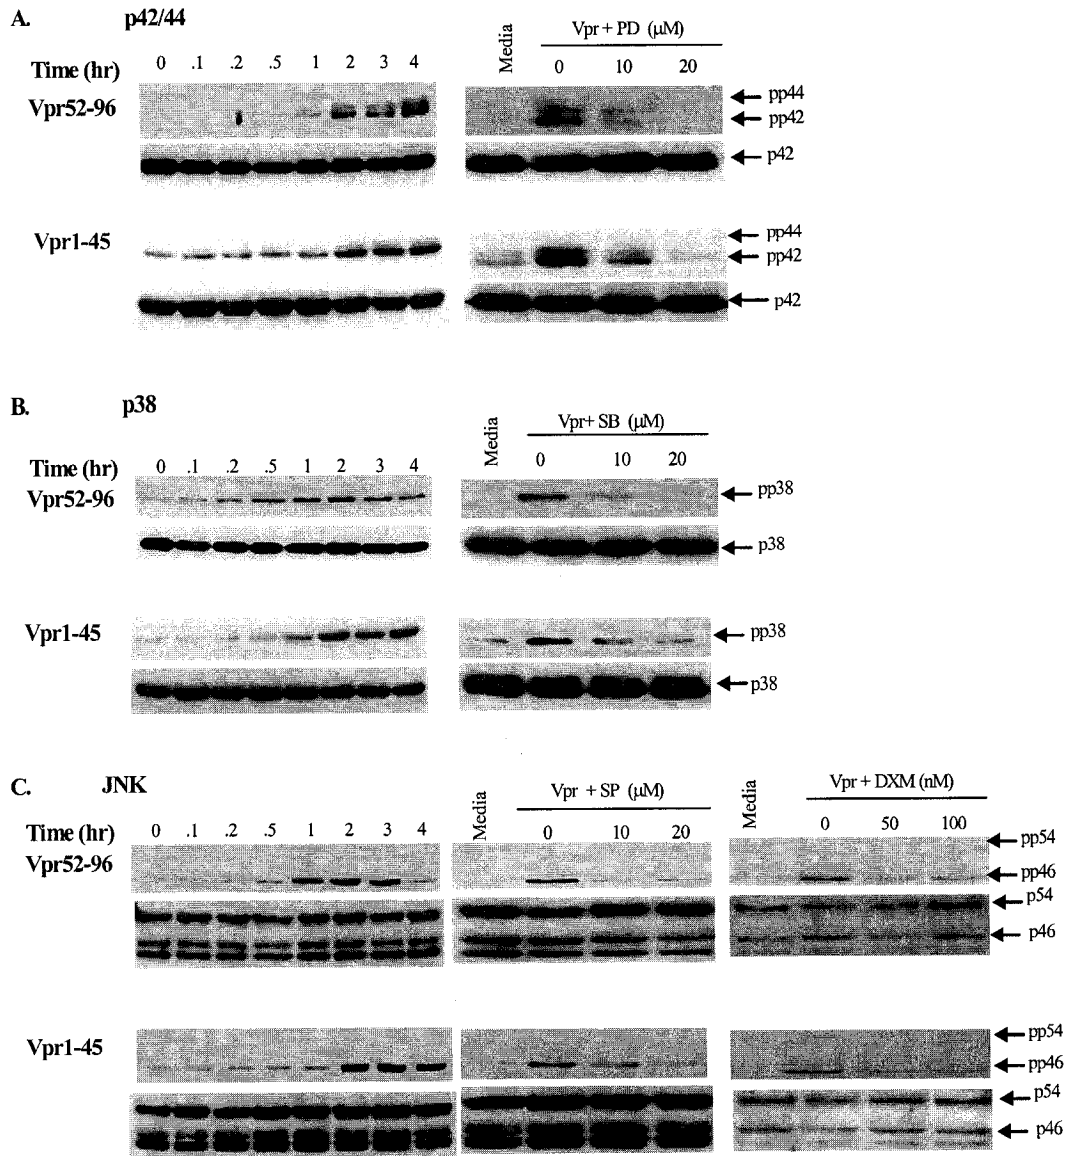 A. p42/44
Vpr + PD (μM)
Time (hr) 0 .1 .2 .5 1 2 3 4 Media 0 10 20
Vpr52-96 pp44
pp42
p42
Vpr1-45 pp44
pp42
p42
B. p38
Vpr+ SB (μM)
Time (hr) 0 .1 .2 .5 1 2 3 4 Media 0 10 20
Vpr52-96 pp38
p38
Vpr1-45 pp38
p38
C. JNK
Vpr + SP (μM) Vpr + DXM (nM)
Time (hr) 0 .1 .2 .5 1 2 3 4 Media 0 10 20 Media 0 50 100
Vpr52-96 pp54
pp46
p54
p46
Vpr1-45 pp54
pp46
p54
p46